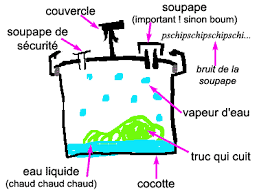 couvercle
soupape
(important ! sinon boum)
soupape de
sécurité
pschipschipschipschi...
bruit de la
soupape
vapeur d'eau
truc qui cuit
eau liquide
(chaud chaud chaud)
cocotte